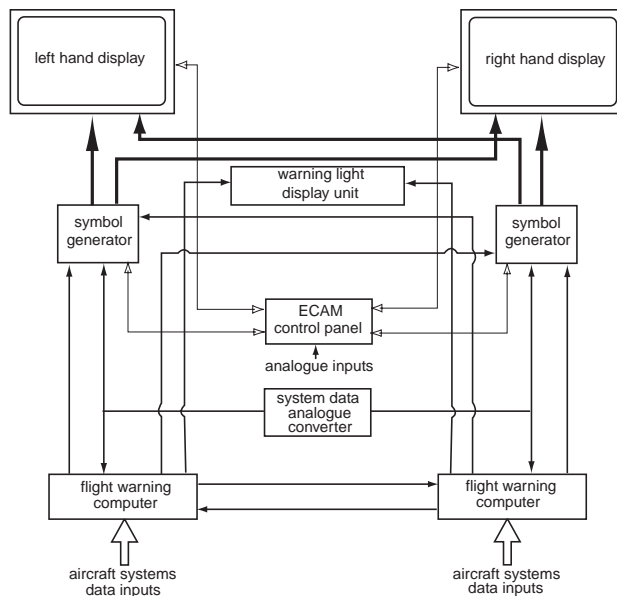 left hand display
right hand display
warning light
display unit
symbol
generator
symbol
generator
ECAM
control panel
analogue inputs
system data
analogue
converter
flight warning
computer
flight warning
computer
aircraft systems
data inputs
aircraft systems
data inputs